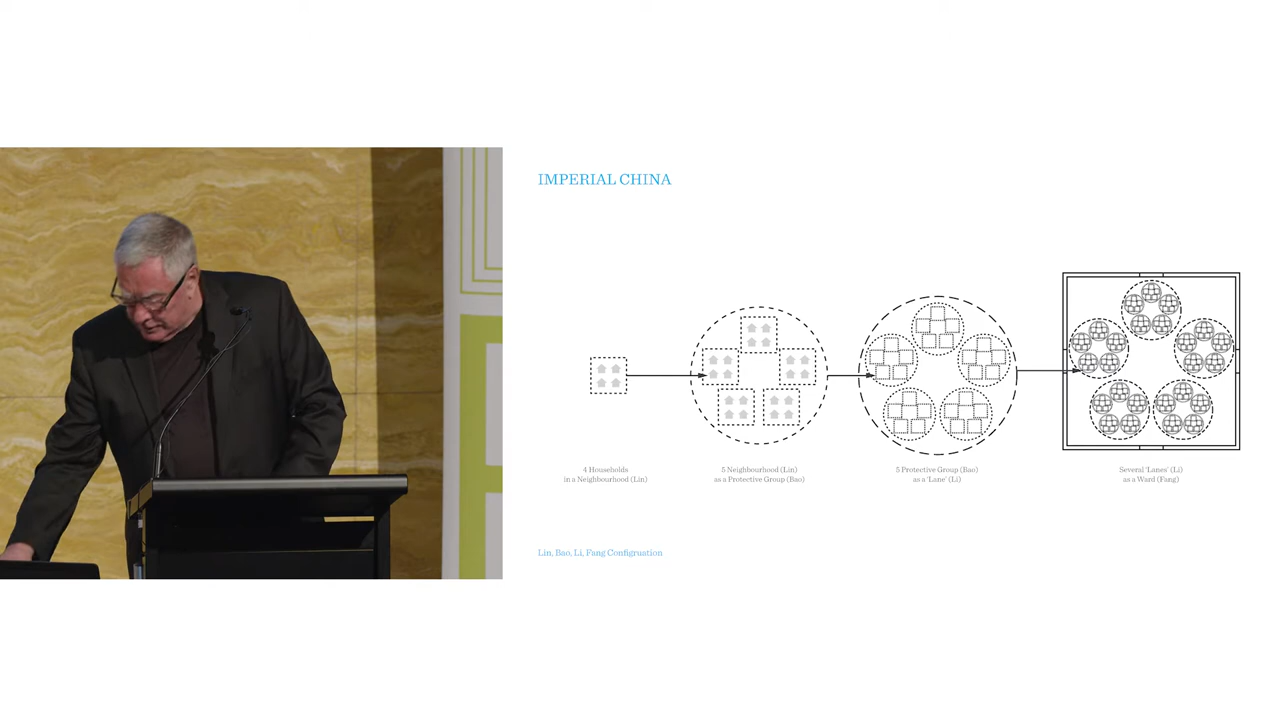 IMPERIAL CHINA
4 Households
in a Neighbourhood (Lin)
5 Neighbourhood (Lin)
as a Protective Group (Bao)
5 Protective Group (Bao)
as a 'Lane' (Li)
Several 'Lanes' (Li)
as a Ward (Fang)
Lin, Bao, Li, Fang Configruation